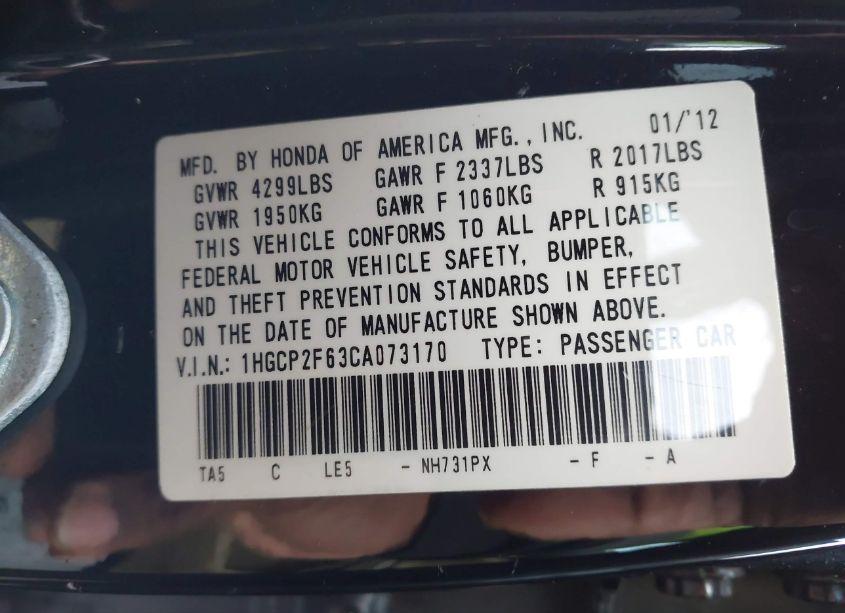 MFD. BY HONDA OF AMERICA MFG., INC. 01/'12
GVWR 4299LBS GAWR F 2337LBS R 2017LBS
GVWR 1950KG GAWR F 1060KG R 915KG
THIS VEHICLE CONFORMS TO ALL APPLICABLE
FEDERAL MOTOR VEHICLE SAFETY, BUMPER,
AND THEFT PREVENTION STANDARDS IN EFFECT
ON THE DATE OF MANUFACTURE SHOWN ABOVE.
V.I.N.: 1HGCP2F63CA073170 TYPE: PASSENGER CAR
TA5 C LE5 - NH731PX - F - A